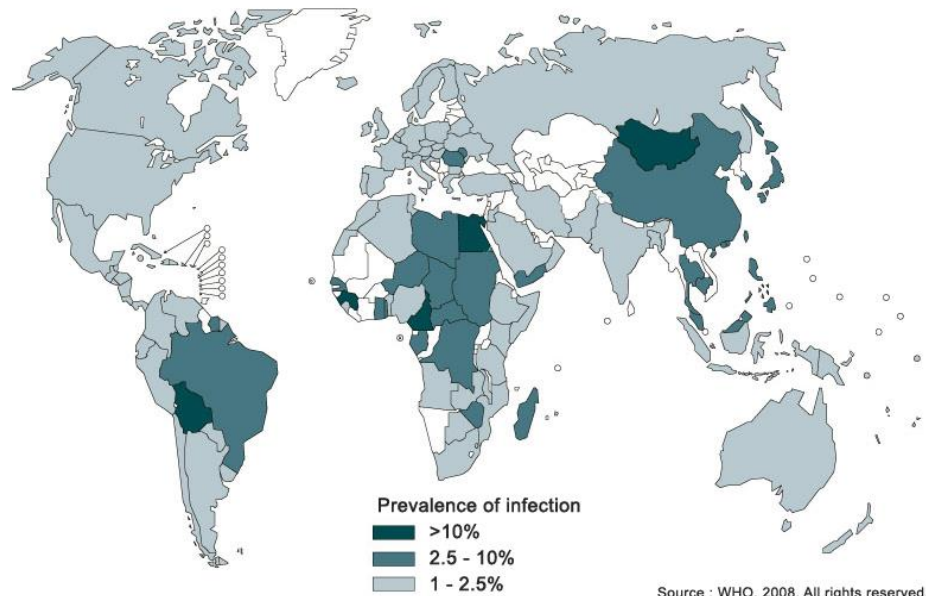 Prevalence of infection
>10%
2.5 - 10%
1 - 2.5%
Source : WHO, 2008. All rights reserved